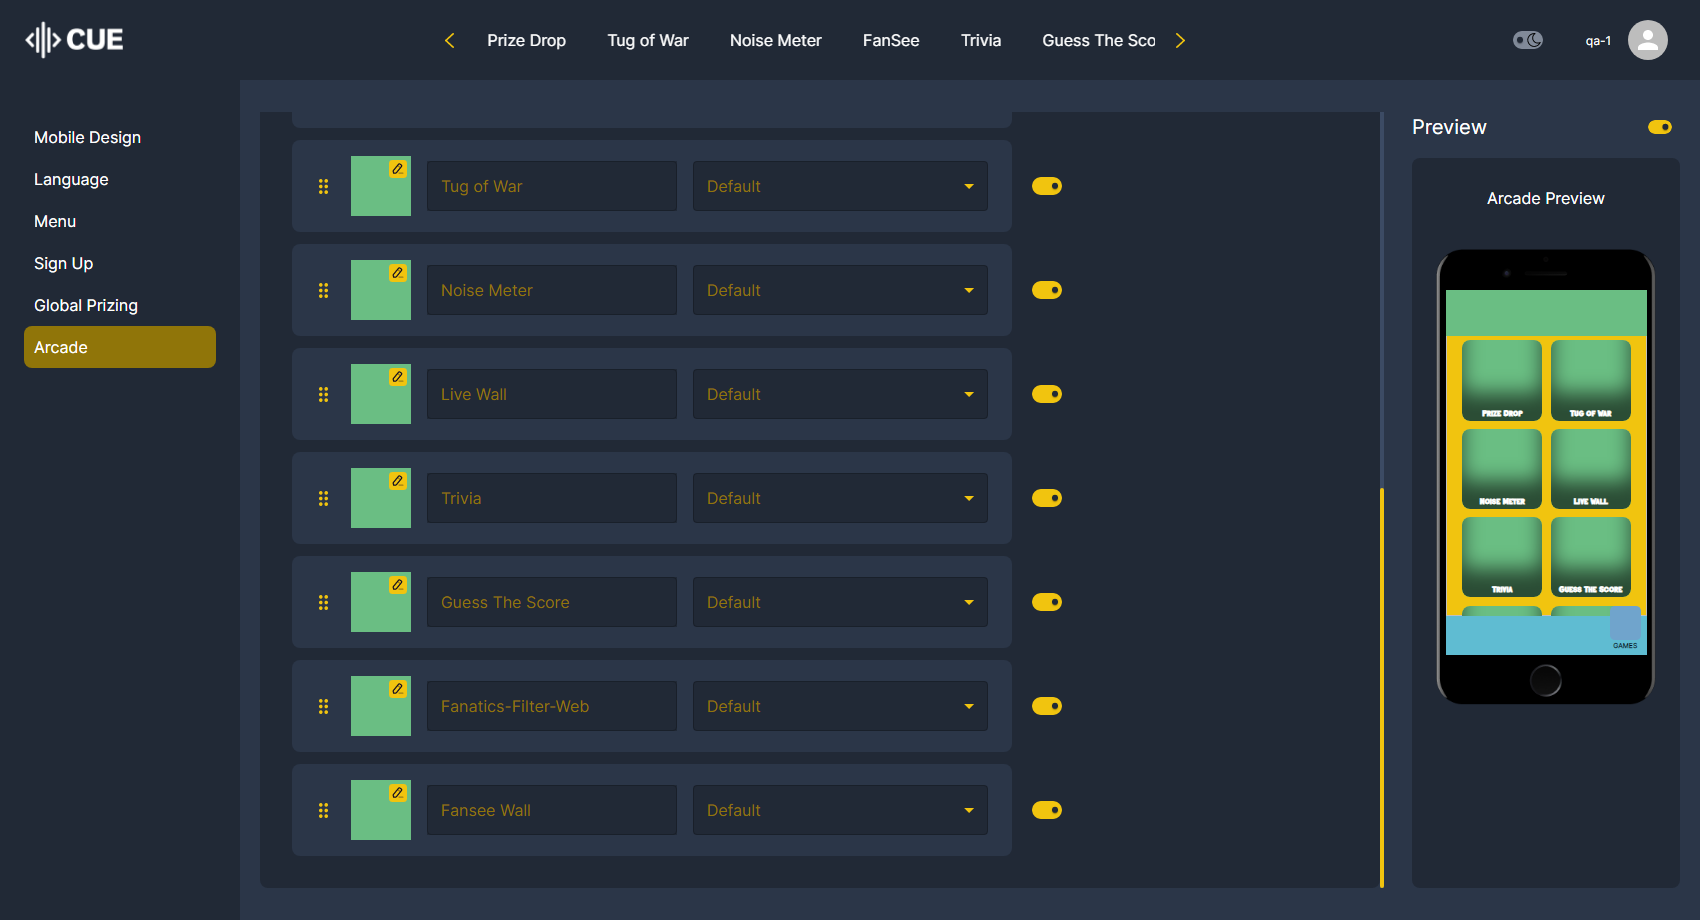 CUE
Prize Drop
Tug of War
Noise Meter
FanSee
Trivia
Guess The Sco
qa-1
Mobile Design
Language
Menu
Sign Up
Global Prizing
Arcade
Tug of War
Default
Noise Meter
Default
Live Wall
Default
Trivia
Default
Guess The Score
Default
Fanatics-Filter-Web
Default
Fansee Wall
Default
Preview
Arcade Preview
Prize Drop
Tug of War
Noise Meter
Live Wall
Trivia
Guess The Score
GAMES